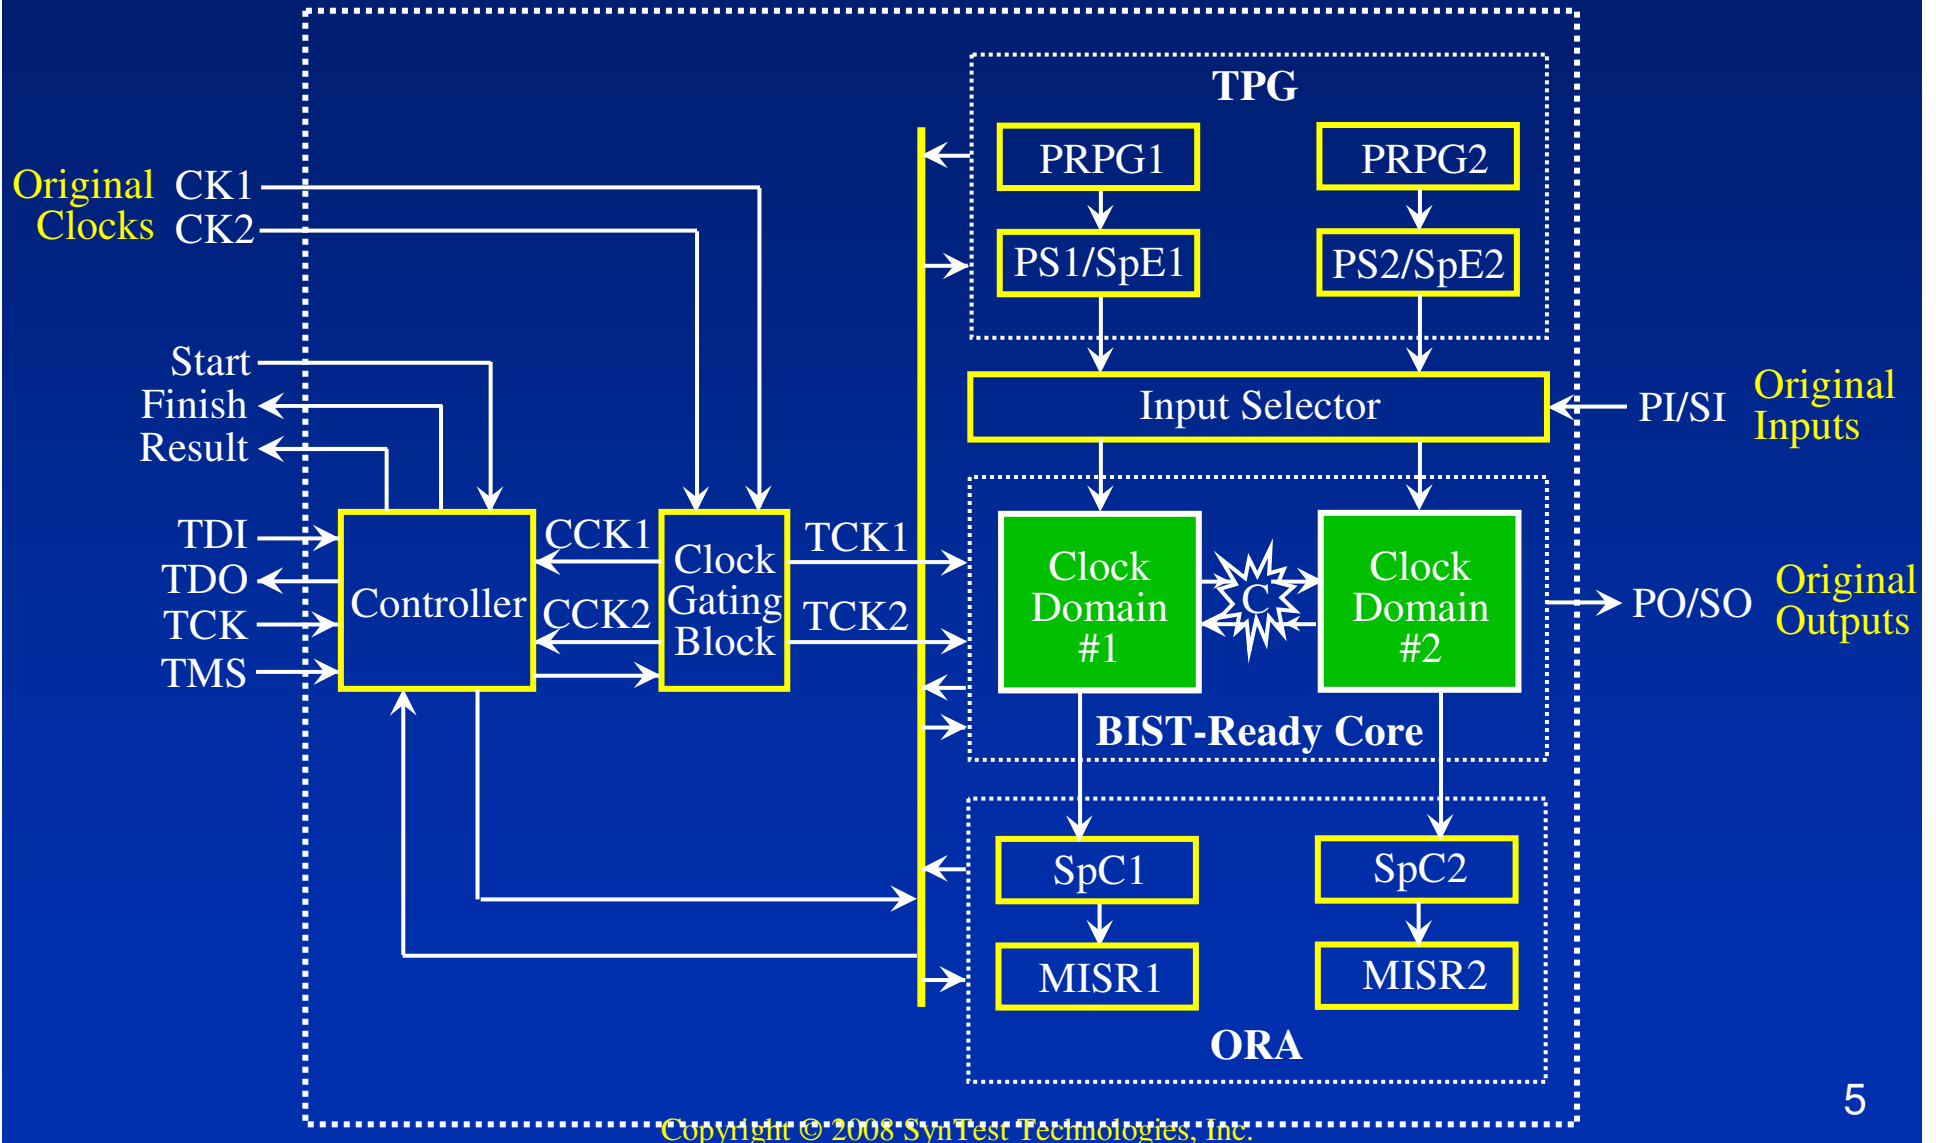 TPG
PRPG1
PRPG2
PS1/SpE1
PS2/SpE2
Original
Clocks
CK1
CK2
Start
Finish
Result
Input Selector
PI/SI
Original
Inputs
TDI
TDO
TCK
TMS
Controller
CCK1
CCK2
Clock
Gating
Block
TCK1
TCK2
Clock
Domain
#1
C
Clock
Domain
#2
BIST-Ready Core
PO/SO
Original
Outputs
SpC1
SpC2
MISR1
MISR2
ORA
5
Copyright © 2008 SynTest Technologies, Inc.